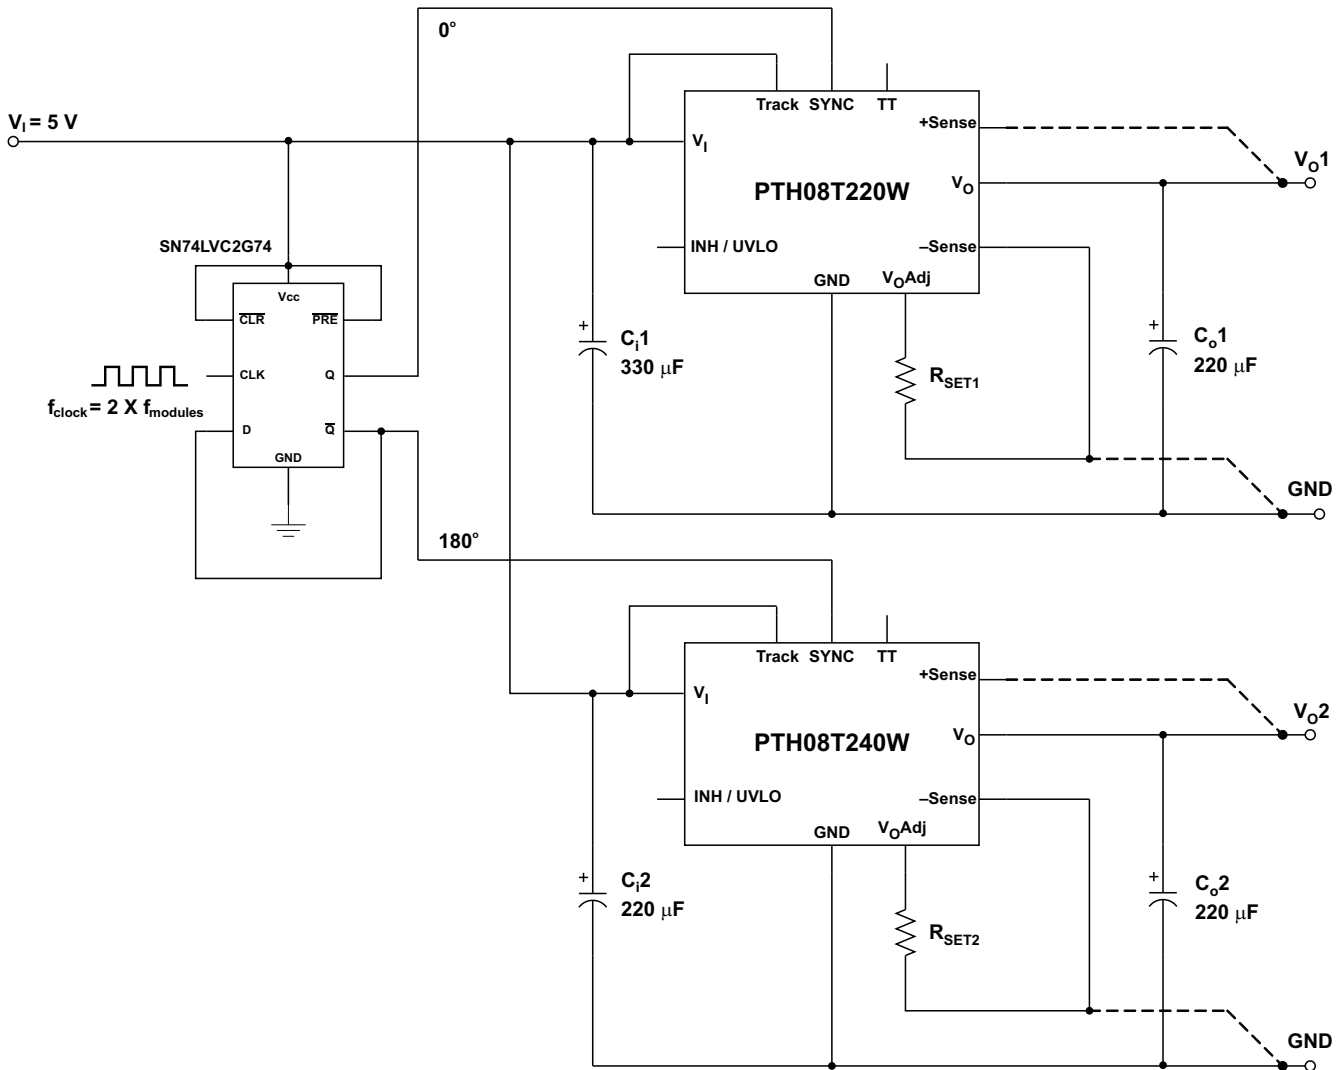 0°
Track SYNC TT
+Sense
V_I = 5 V
V_I
V_O1
PTH08T220W
V_O
SN74LVC2G74
INH / UVLO
–Sense
GND
V_OAdj
Vcc
CLR
PRE
C_i1
330 μF
C_o1
220 μF
CLK
Q
R_SET1
f_clock = 2 X f_modules
D
Q
GND
GND
180°
Track SYNC TT
+Sense
V_I
V_O2
PTH08T240W
V_O
INH / UVLO
–Sense
GND
V_OAdj
C_i2
220 μF
C_o2
220 μF
R_SET2
GND